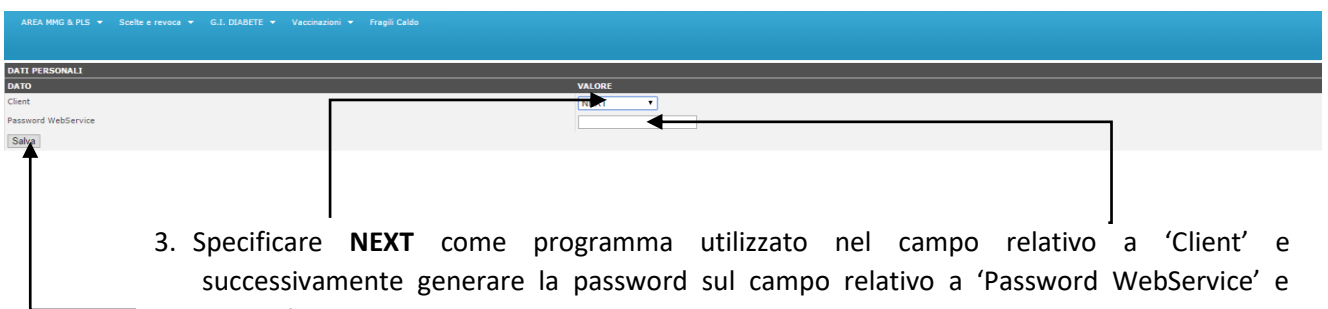 AREA MMG & PLS Scelte e revoca G.I. DIABETE Vaccinazioni Fragili Caldo
DATI PERSONALI
DATO VALORE
Client NEXT
Password WebService
Salva
3. Specificare NEXT come programma utilizzato nel campo relativo a ‘Client’ e
successivamente generare la password sul campo relativo a ‘Password WebService’ e